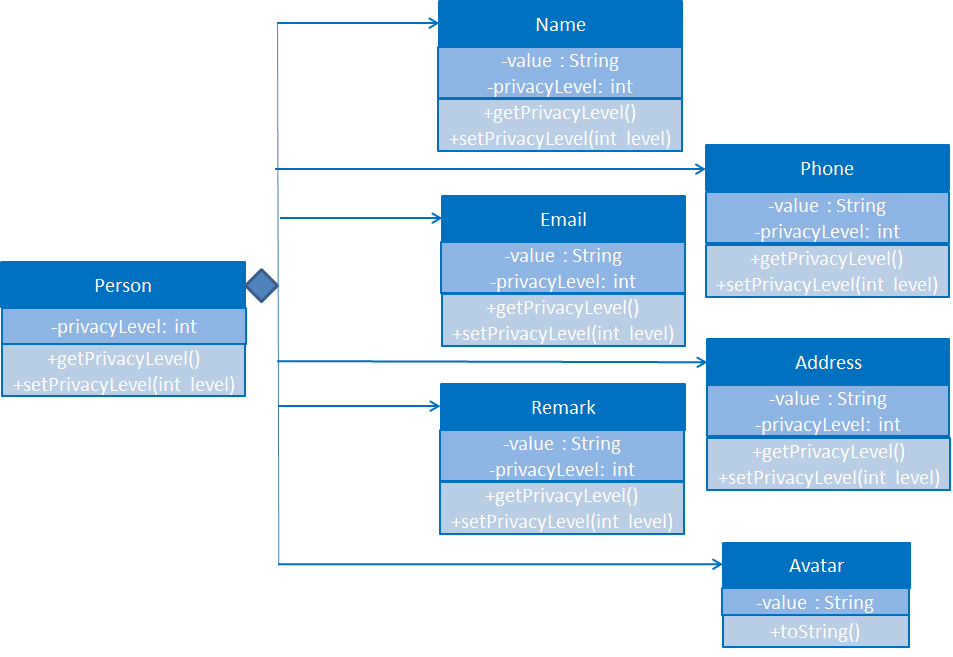 Name
-value : String
-privacyLevel: int
+getPrivacyLevel()
+setPrivacyLevel(int level)
Phone
-value : String
-privacyLevel: int
+getPrivacyLevel()
+setPrivacyLevel(int level)
Email
-value : String
-privacyLevel: int
+getPrivacyLevel()
+setPrivacyLevel(int level)
Person
-privacyLevel: int
+getPrivacyLevel()
+setPrivacyLevel(int level)
Address
-value : String
-privacyLevel: int
+getPrivacyLevel()
+setPrivacyLevel(int level)
Remark
-value : String
-privacyLevel: int
+getPrivacyLevel()
+setPrivacyLevel(int level)
Avatar
-value : String
+toString()